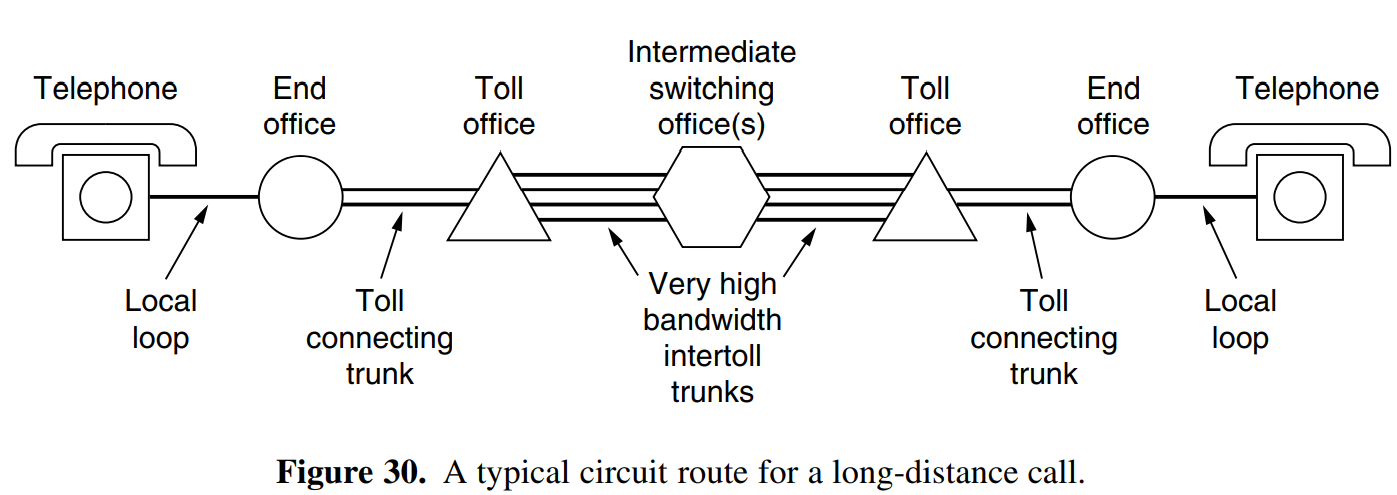 Telephone
End
office
Toll
office
Intermediate
switching
office(s)
Toll
office
End
office
Telephone
Local
loop
Toll
connecting
trunk
Very high
bandwidth
intertoll
trunks
Toll
connecting
trunk
Local
loop
Figure 30. A typical circuit route for a long-distance call.